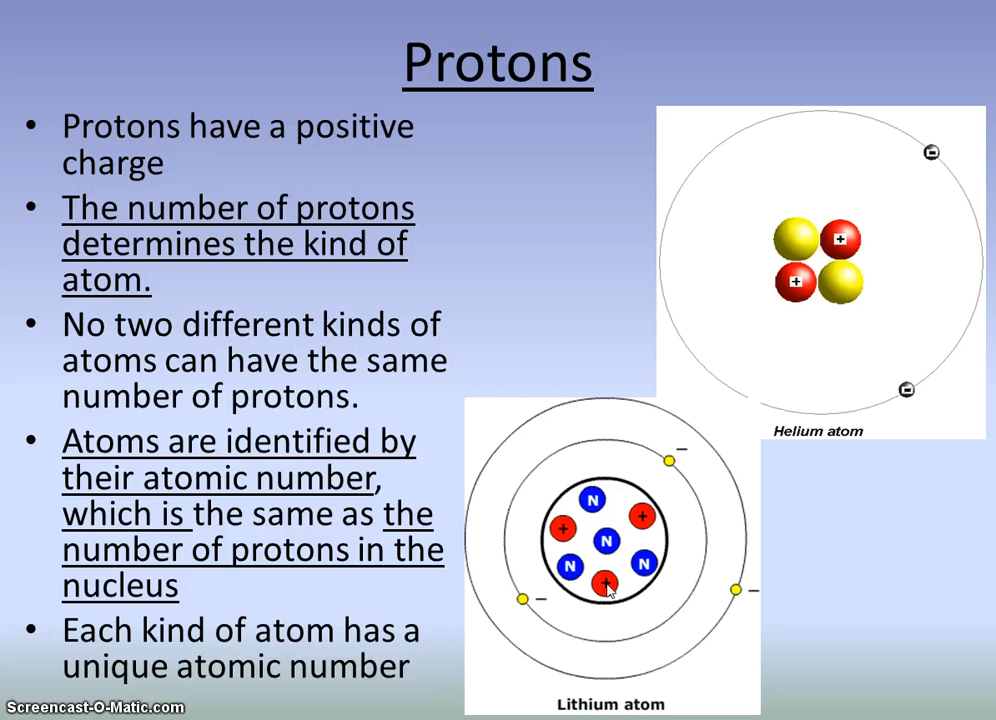 Protons
• Protons have a positive
charge
• The number of protons
determines the kind of
atom.
• No two different kinds of
atoms can have the same
number of protons.
• Atoms are identified by
their atomic number,
which is the same as the
number of protons in the
nucleus
• Each kind of atom has a
unique atomic number
-
+
+
-
Helium atom
−
N
+
+
N
N
N
+
−
−
Lithium atom
Screencast-O-Matic.com